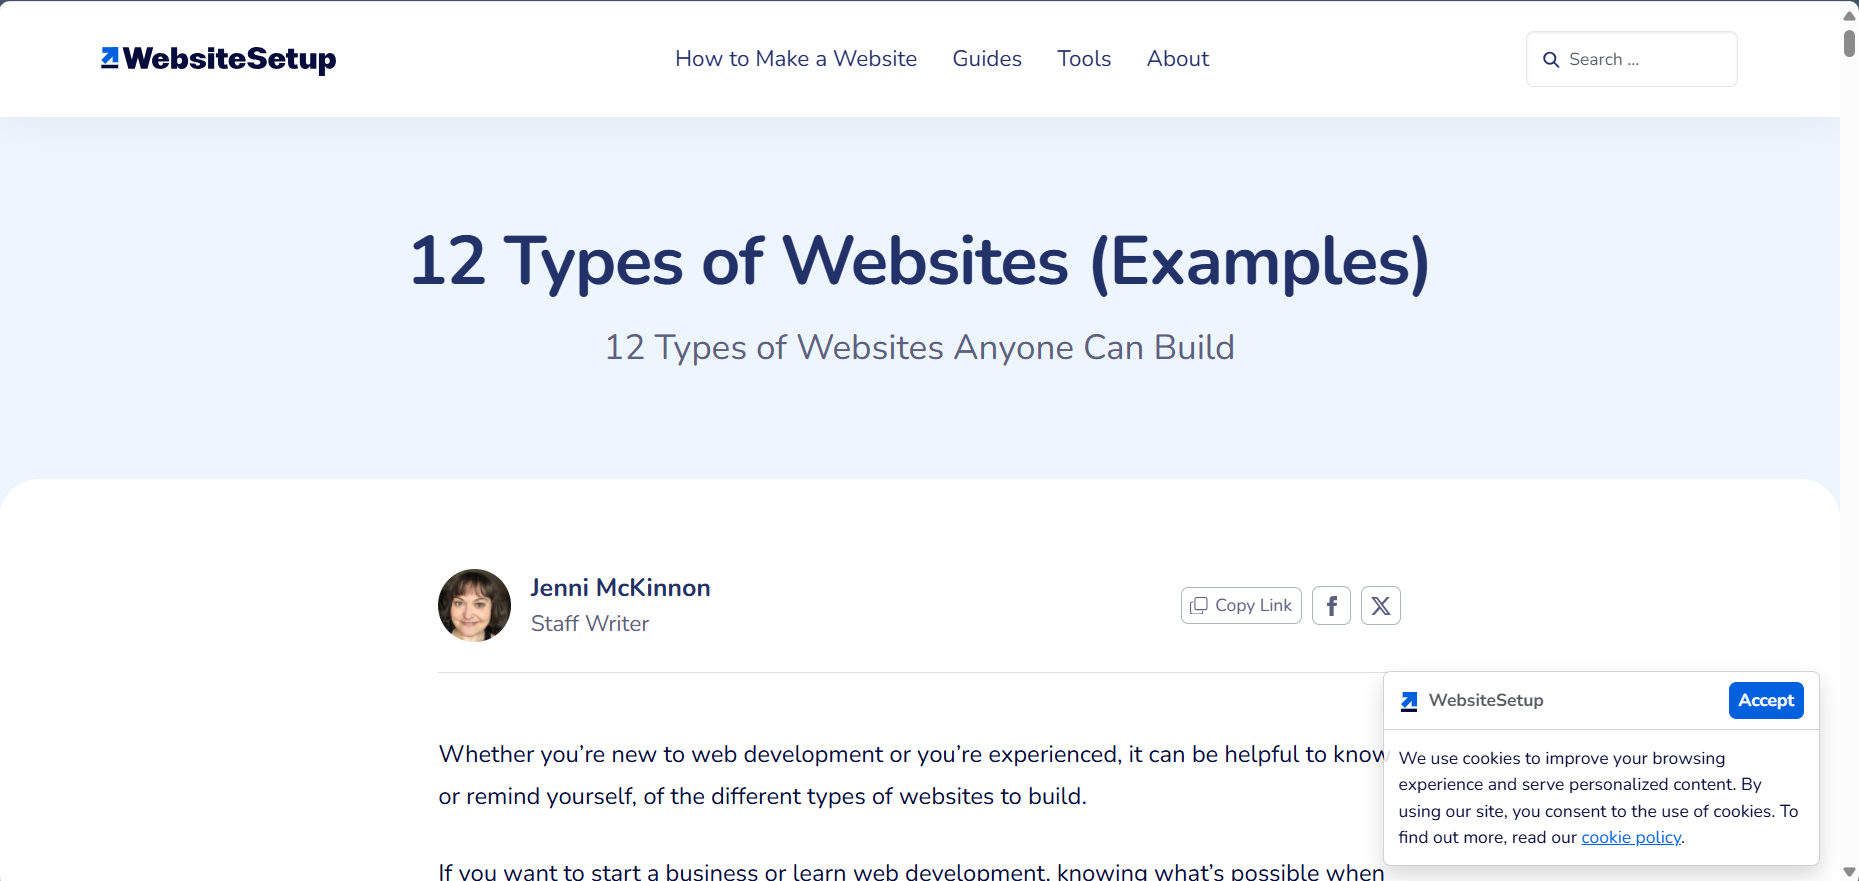 WebsiteSetup
How to Make a Website
Guides
Tools
About
Search ...
12 Types of Websites (Examples)
12 Types of Websites Anyone Can Build
Jenni McKinnon
Staff Writer
Copy Link
Whether you’re new to web development or you’re experienced, it can be helpful to know
or remind yourself, of the different types of websites to build.
If you want to start a business or learn web development, knowing what’s possible when
WebsiteSetup
Accept
We use cookies to improve your browsing
experience and serve personalized content. By
using our site, you consent to the use of cookies. To
find out more, read our cookie policy.